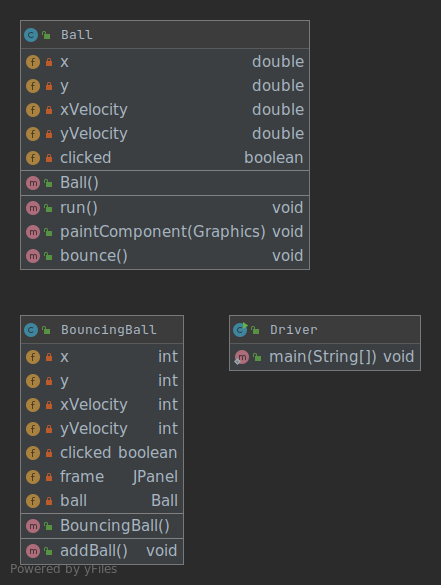 Ball
x double
y double
xVelocity double
yVelocity double
clicked boolean
Ball()
run() void
paintComponent(Graphics) void
bounce() void
BouncingBall
x int
y int
xVelocity int
yVelocity int
clicked boolean
frame JPanel
ball Ball
BouncingBall()
addBall() void
Driver
main(String[]) void
Powered by yFiles